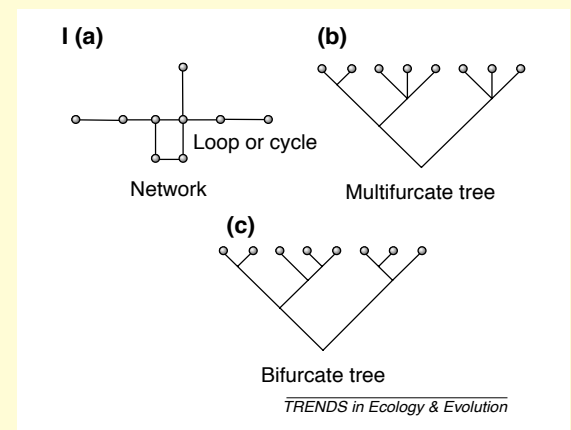 I (a)
(b)
Loop or cycle
Network
Multifurcate tree
(c)
Bifurcate tree
TRENDS in Ecology & Evolution